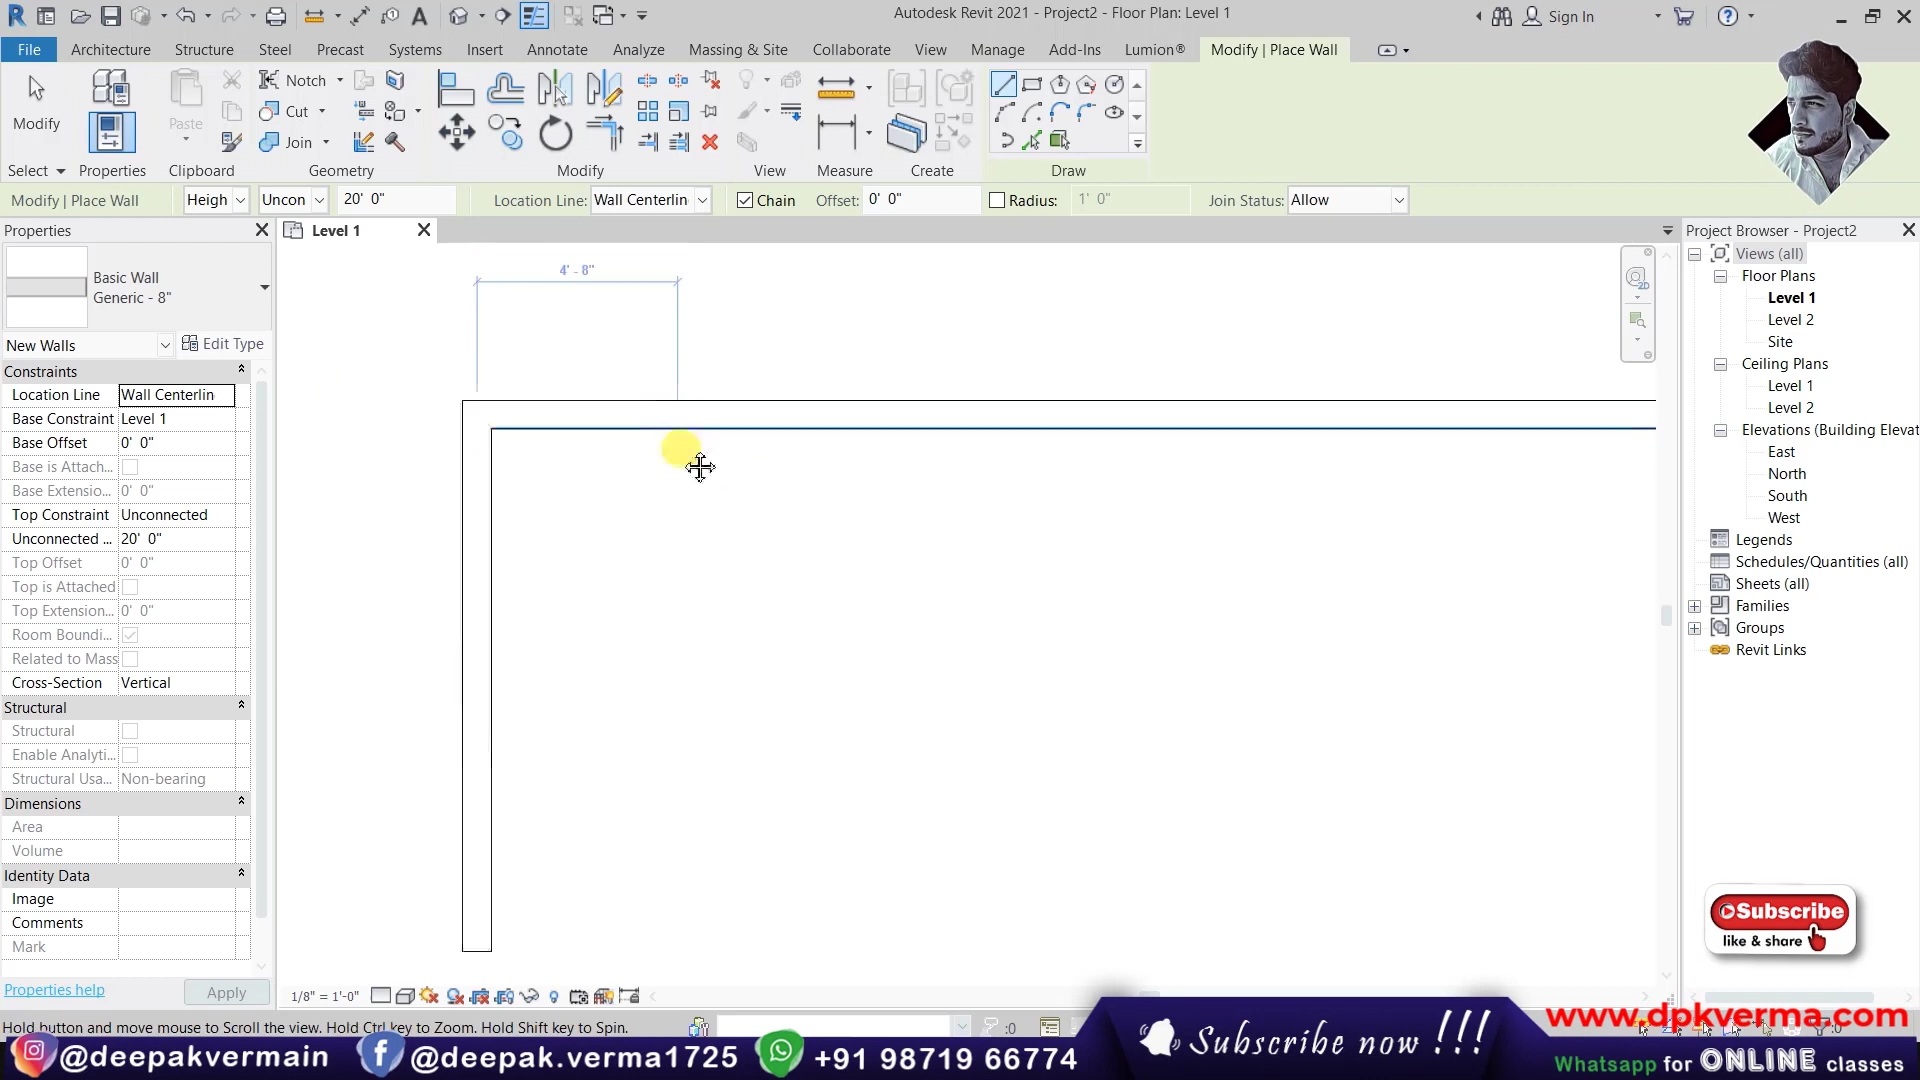 Autodesk Revit 2021 - Project2 - Floor Plan: Level 1
Sign In
File Architecture Structure Steel Precast Systems Insert Annotate Analyze Massing & Site Collaborate View Manage Add-Ins Lumion® Modify | Place Wall
Notch
Cut
Join
Modify
Paste
Select Properties Clipboard Geometry Modify View Measure Create Draw
Modify | Place Wall Heigh Uncon 20' 0" Location Line: Wall Centerlin Chain Offset: 0' 0" Radius: 1' 0" Join Status: Allow
Properties
Level 1
Project Browser - Project2
Basic Wall
Generic - 8"
New Walls Edit Type
Constraints
Location Line Wall Centerlin
Base Constraint Level 1
Base Offset 0' 0"
Base is Attach...
Base Extensio... 0' 0"
Top Constraint Unconnected
Unconnected ... 20' 0"
Top Offset 0' 0"
Top is Attached
Top Extension... 0' 0"
Room Boundi...
Related to Mass
Cross-Section Vertical
Structural
Structural
Enable Analyti...
Structural Usa... Non-bearing
Dimensions
Area
Volume
Identity Data
Image
Comments
Mark
Properties help Apply
4' - 8"
2D
Views (all)
Floor Plans
Level 1
Level 2
Site
Ceiling Plans
Level 1
Level 2
Elevations (Building Elevat
East
North
South
West
Legends
Schedules/Quantities (all)
Sheets (all)
Families
Groups
Revit Links
Subscribe
like & share
1/8" = 1'-0"
Hold button and move mouse to Scroll the view. Hold Ctrl key to Zoom. Hold Shift key to Spin.
:0
:0
@deepakvermain @deepak.verma1725 +91 98719 66774
Subscribe now !!!
www.dpkverma.com
Whatsapp for ONLINE classes